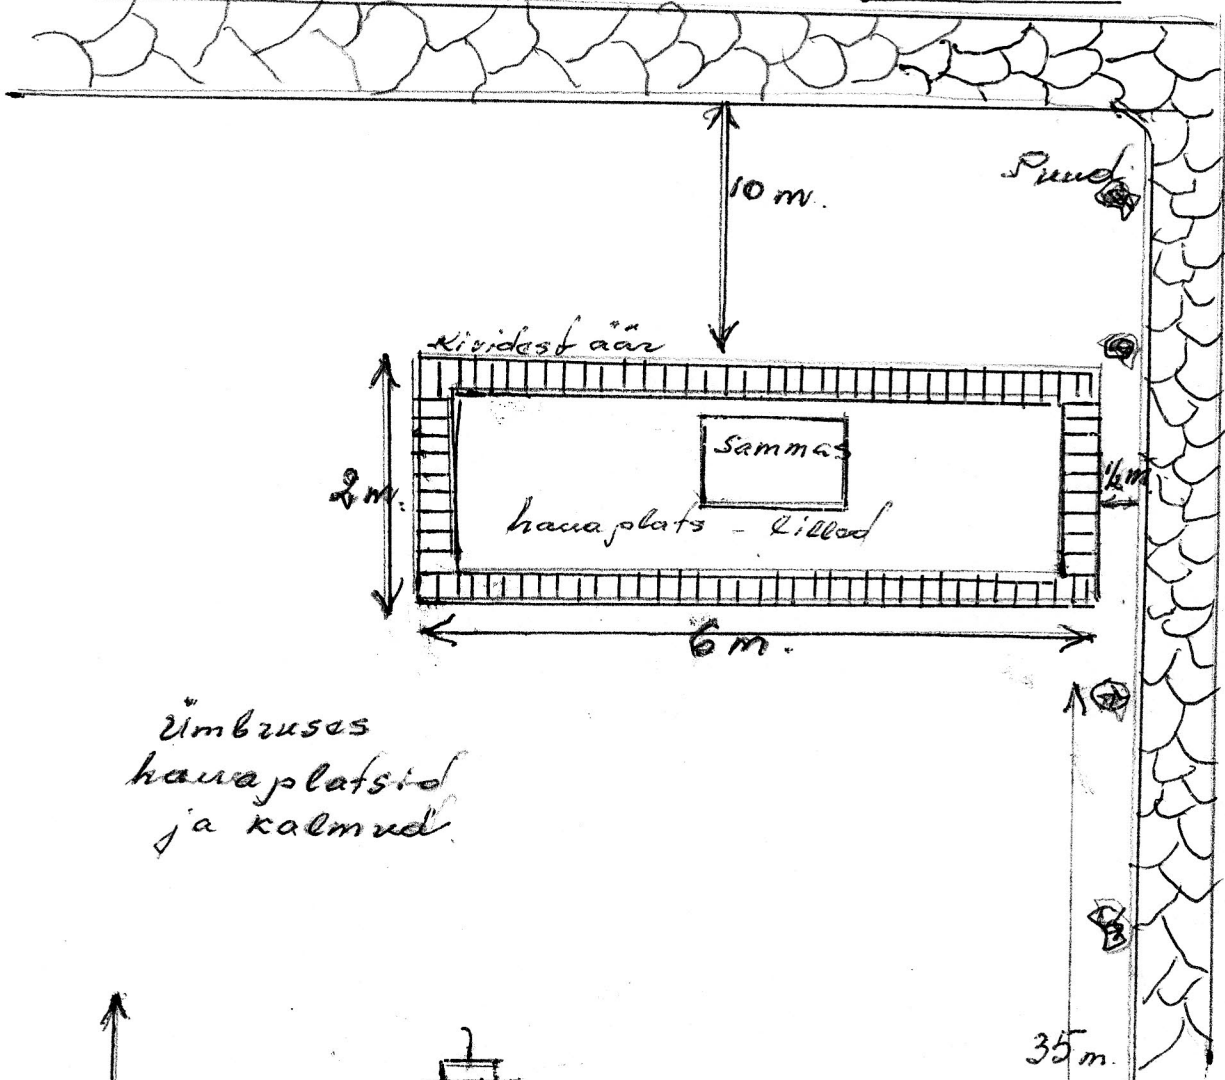 Puud
10 m.
Kividest äär
sammas
2 m.
½ m
hauaplats - lilled
6 m.
Ümbruses
hauaplatsid
ja kalmud
35 m.